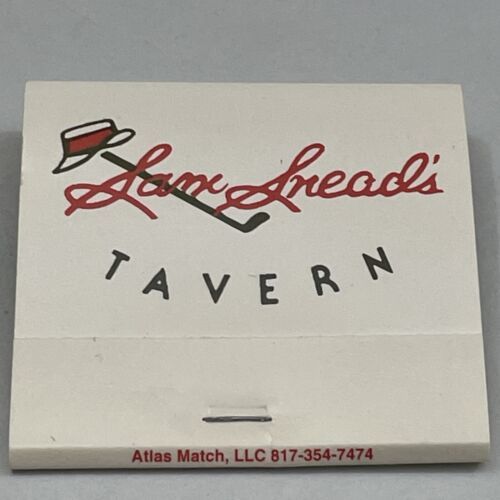 Sam Snead's
TAVERN
Atlas Match, LLC 817-354-7474